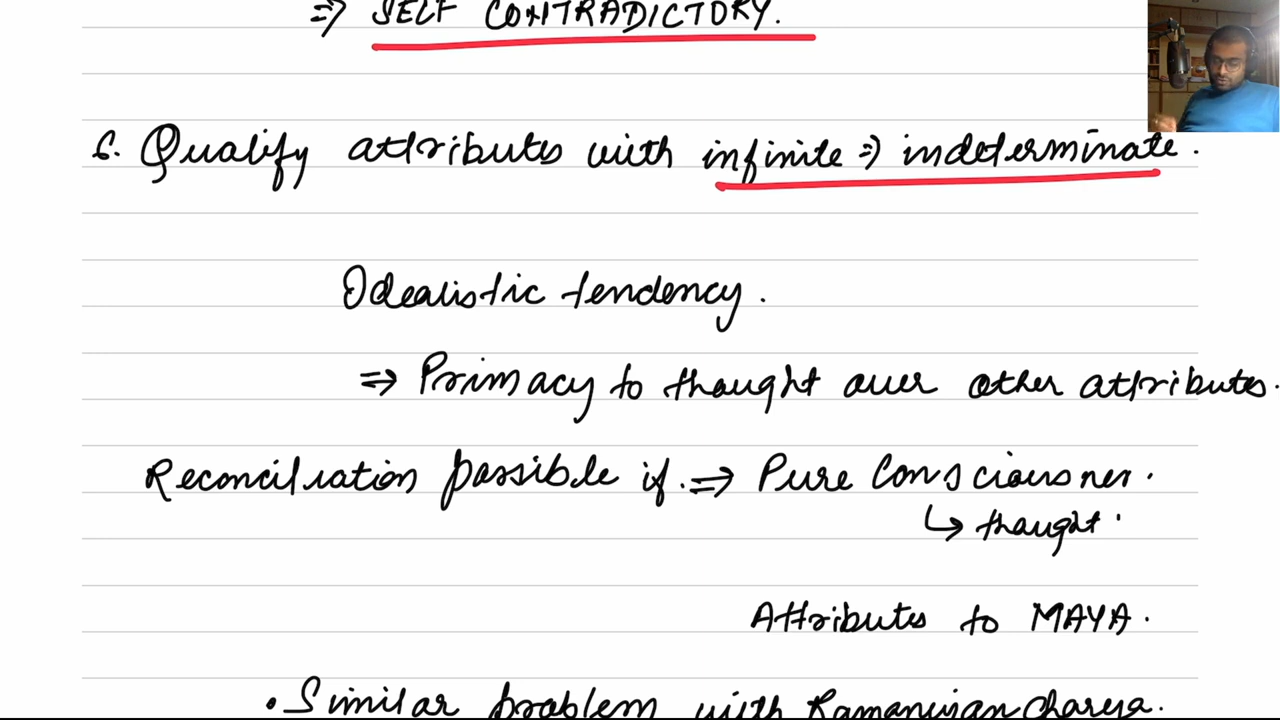 ⇒ SELF CONTRADICTORY.
6. Qualify attributes with infinite ⇒ indeterminate.
Idealistic tendency.
⇒ Primacy to thought over other attributes.
Reconciliation possible if. ⇒ Pure Consciousness.
↳ thought.
Attributes to MAYA.
• Similar problem with Ramanujancharya.